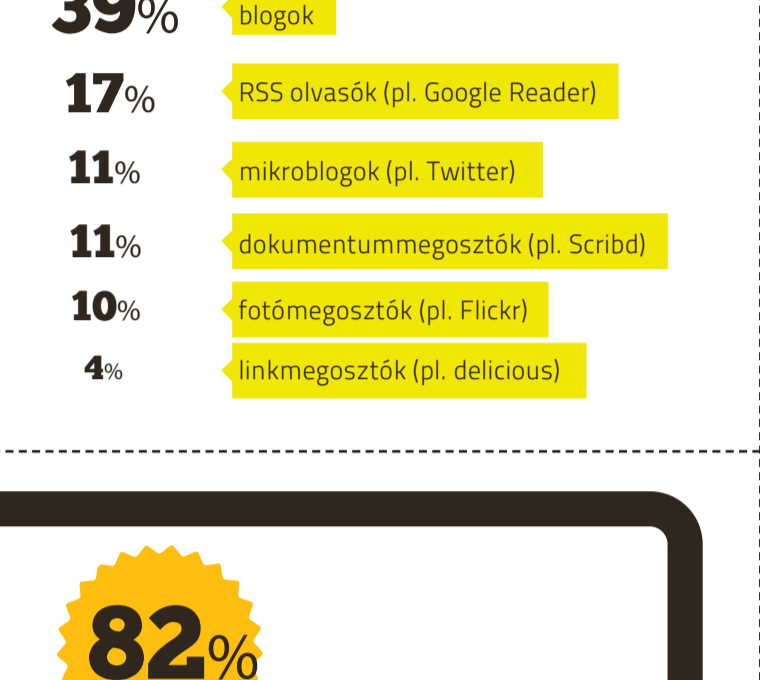 39% blogok
17% RSS olvasók (pl. Google Reader)
11% mikroblogok (pl. Twitter)
11% dokumentummegosztók (pl. Scribd)
10% fotómegosztók (pl. Flickr)
4% linkmegosztók (pl. delicious)
82%